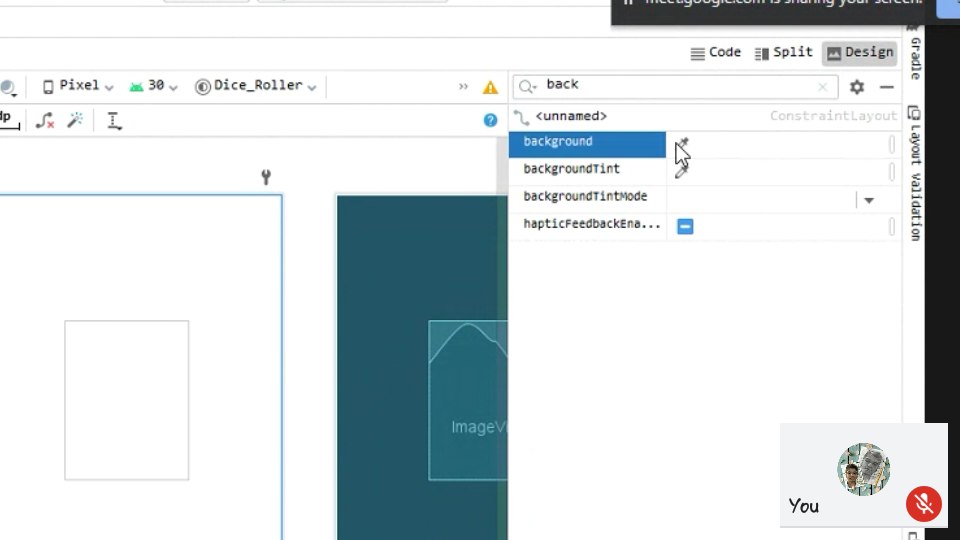 meet.google.com is sharing your screen.
Code Split Design
Pixel 30 Dice_Roller
back
<unnamed> ConstraintLayout
background
backgroundTint
backgroundTintMode
hapticFeedbackEna...
Gradle
Layout Validation
You